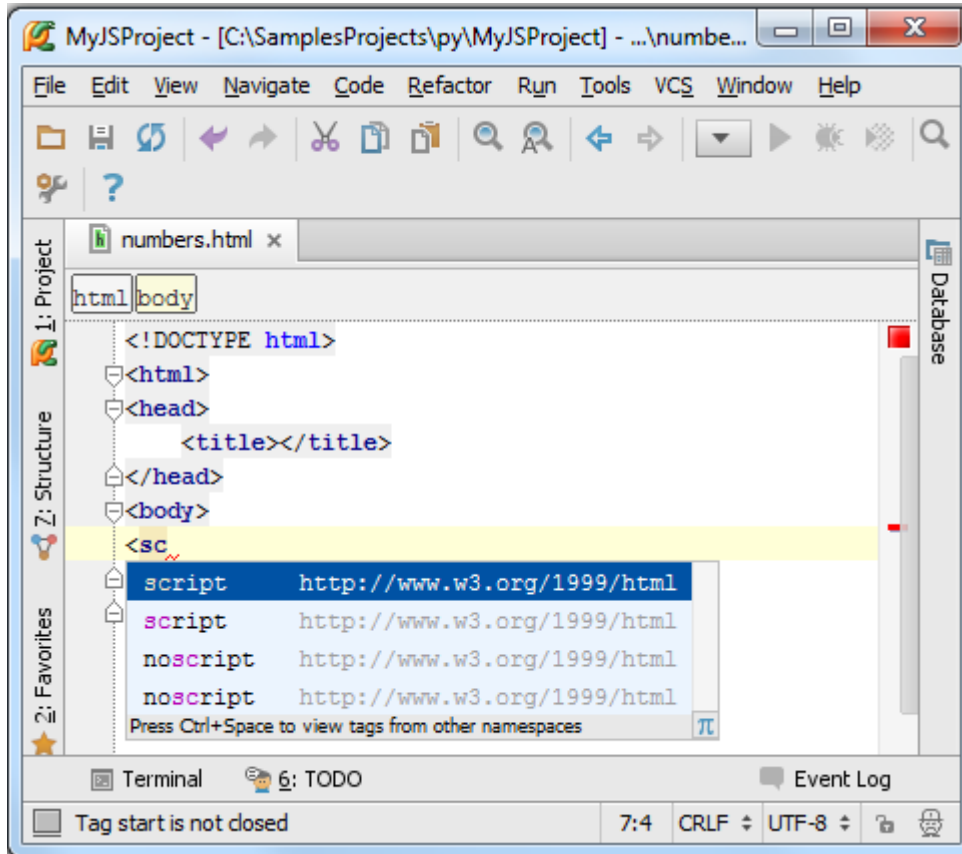 MyJSProject - [C:\SamplesProjects\py\MyJSProject] - ...\numbe...
File Edit View Navigate Code Refactor Run Tools VCS Window Help
numbers.html
html body
1: Project
Z: Structure
2: Favorites
Database
<!DOCTYPE html>
<html>
<head>
<title></title>
</head>
<body>
<sc
script http://www.w3.org/1999/html
script http://www.w3.org/1999/html
noscript http://www.w3.org/1999/html
noscript http://www.w3.org/1999/html
Press Ctrl+Space to view tags from other namespaces π
Terminal 6: TODO Event Log
Tag start is not closed 7:4 CRLF UTF-8